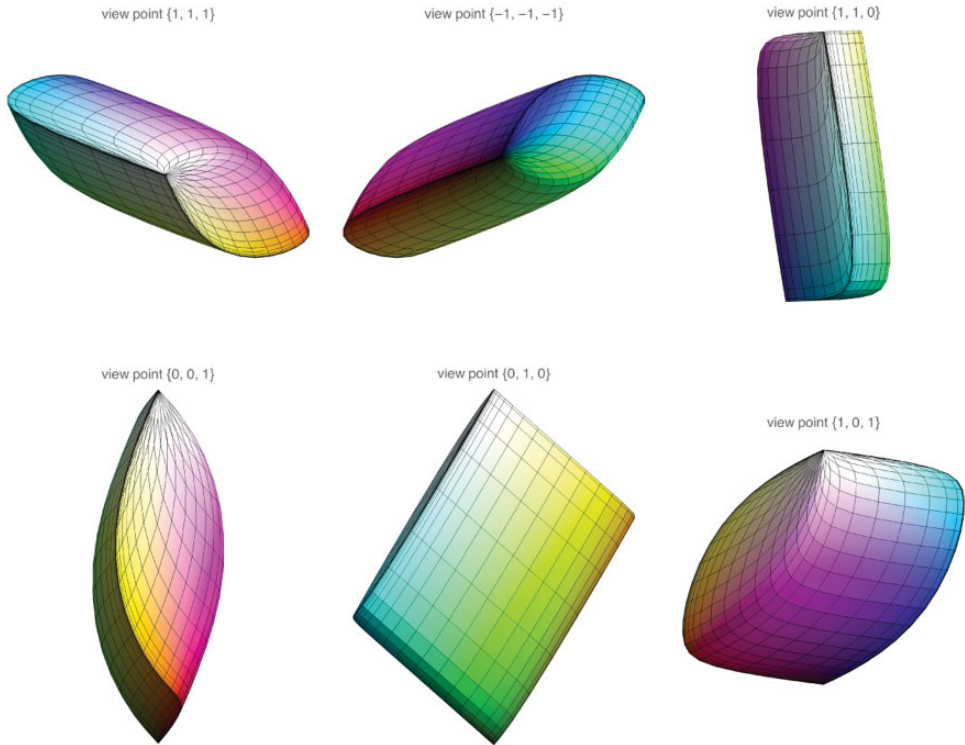 view point {1, 1, 1}
view point {−1, −1, −1}
view point {1, 1, 0}
view point {0, 0, 1}
view point {0, 1, 0}
view point {1, 0, 1}